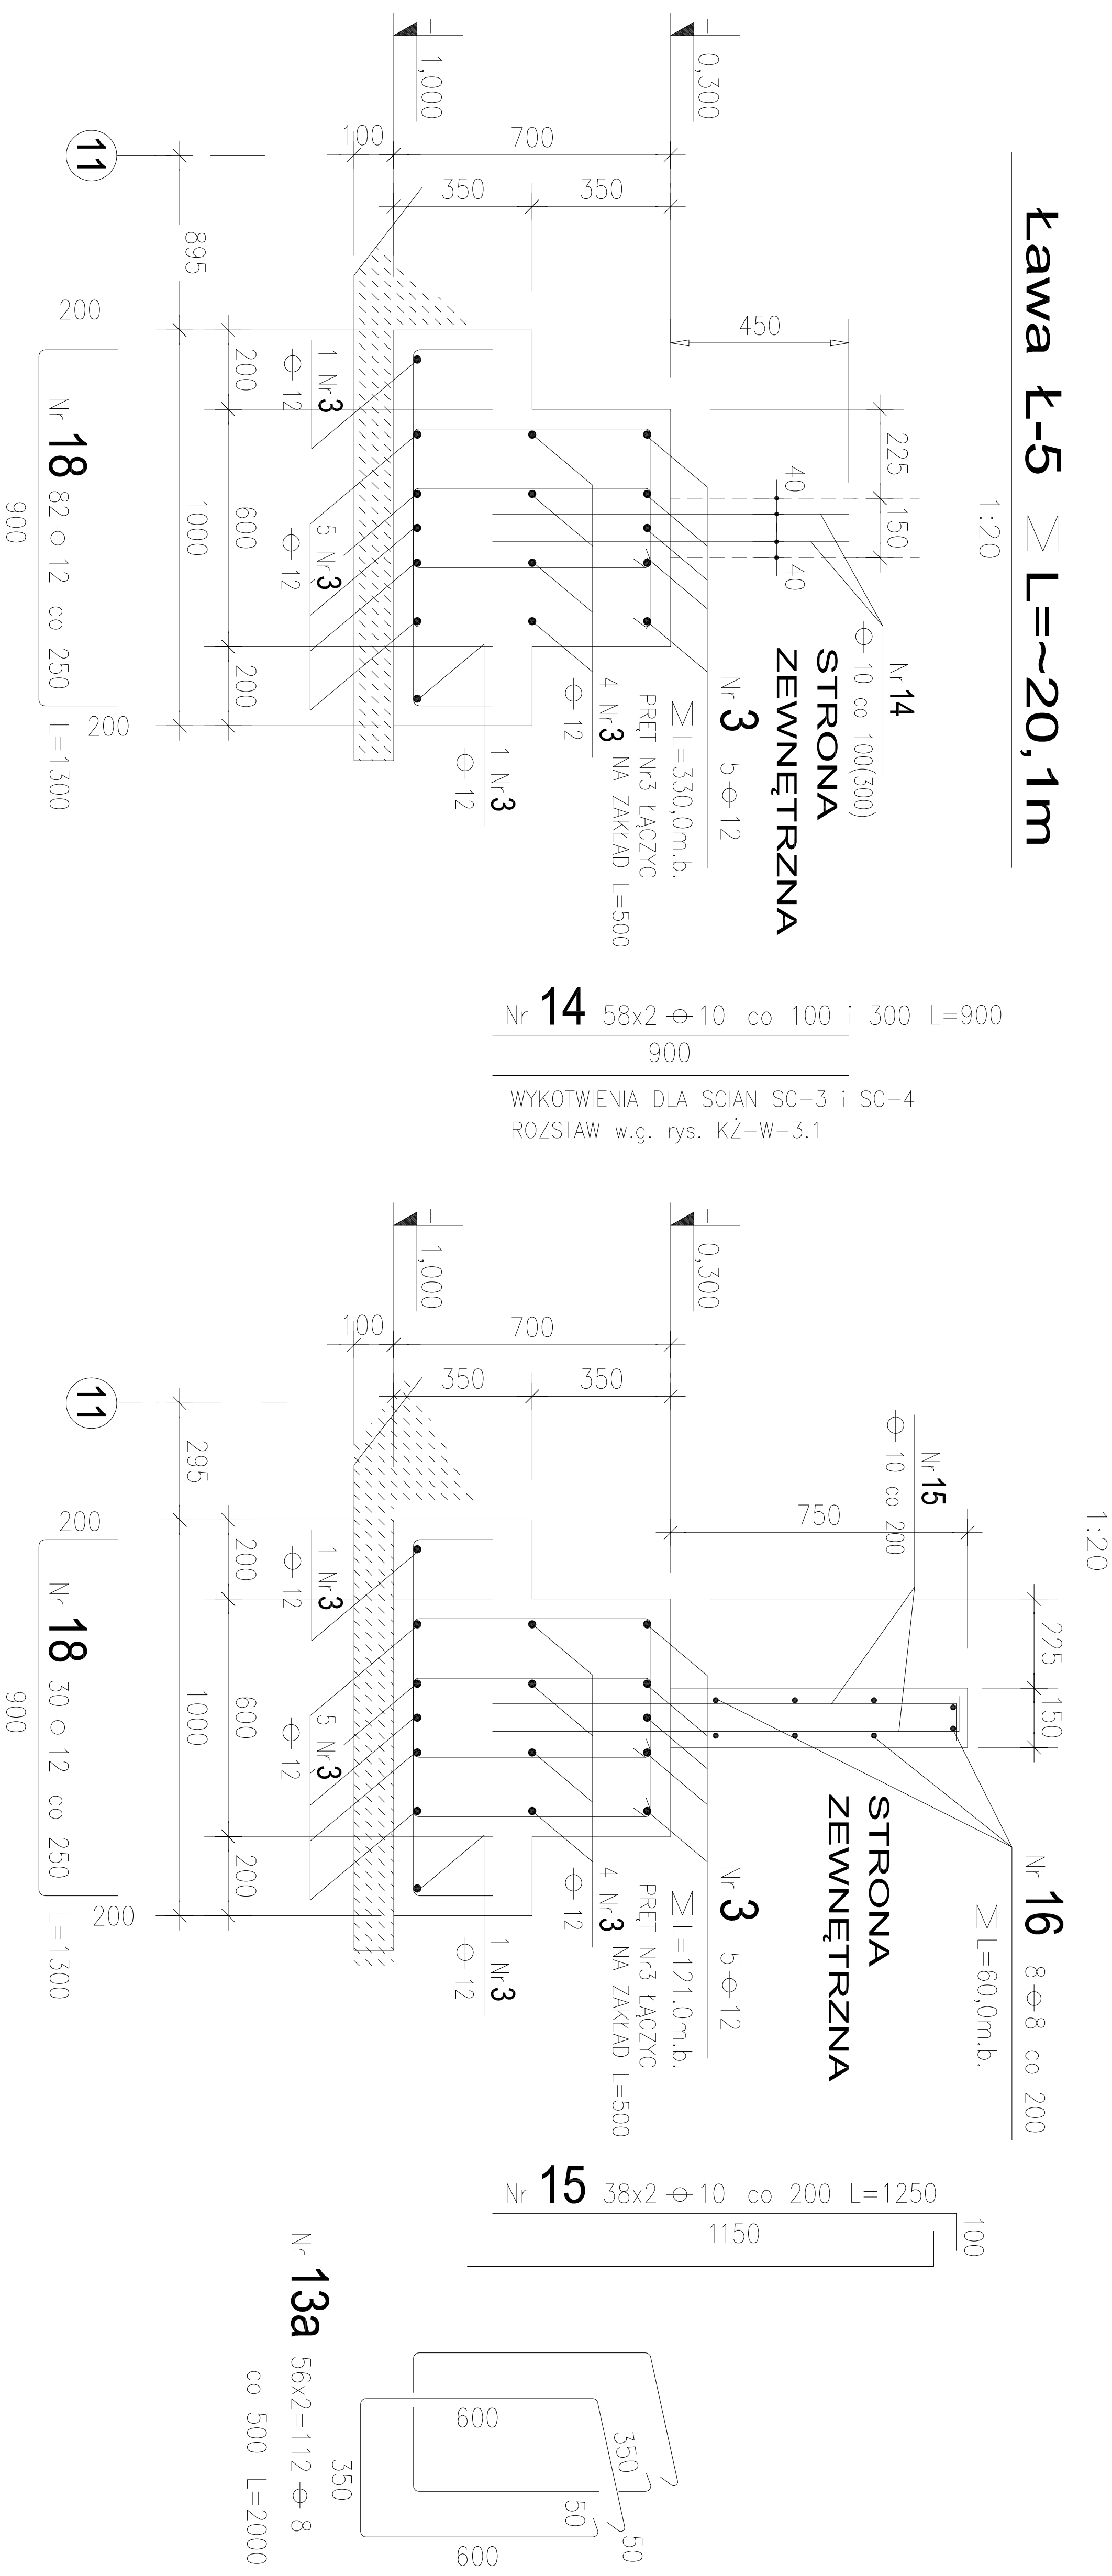 Ława Ł-5 ∑ L=~20,1m
1:20
0,300
1,000
700
100
350
350
450
225
150
40
40
Nr 14
⌀ 10 co 100(300)
STRONA
ZEWNĘTRZNA
Nr 3 5⌀12
∑L=330,0m.b.
PRĘT Nr3 ŁĄCZYC
NA ZAKŁAD L=500
4 Nr3
⌀ 12
1 Nr3
⌀ 12
1 Nr3
⌀ 12
5 Nr3
⌀ 12
11
895
200
600
200
1000
200
Nr 18 82⌀12 co 250 L=1300
200
900
Nr 14 58x2⌀10 co 100 i 300 L=900
900
WYKOTWIENIA DLA SCIAN SC-3 i SC-4
ROZSTAW w.g. rys. KŻ-W-3.1
1:20
0,300
1,000
700
100
350
350
750
225
150
Nr 15
⌀ 10 co 200
Nr 16 8⌀8 co 200
∑L=60,0m.b.
STRONA
ZEWNĘTRZNA
Nr 3 5⌀12
∑L=121.0m.b.
PRĘT Nr3 ŁĄCZYC
NA ZAKŁAD L=500
4 Nr3
⌀ 12
1 Nr3
⌀ 12
1 Nr3
⌀ 12
5 Nr3
⌀ 12
11
295
200
600
200
1000
200
Nr 18 30⌀12 co 250 L=1300
200
900
Nr 15 38x2⌀10 co 200 L=1250
1150
100
Nr 13a 56x2=112⌀8
co 500 L=2000
600
350
50
50
350
600